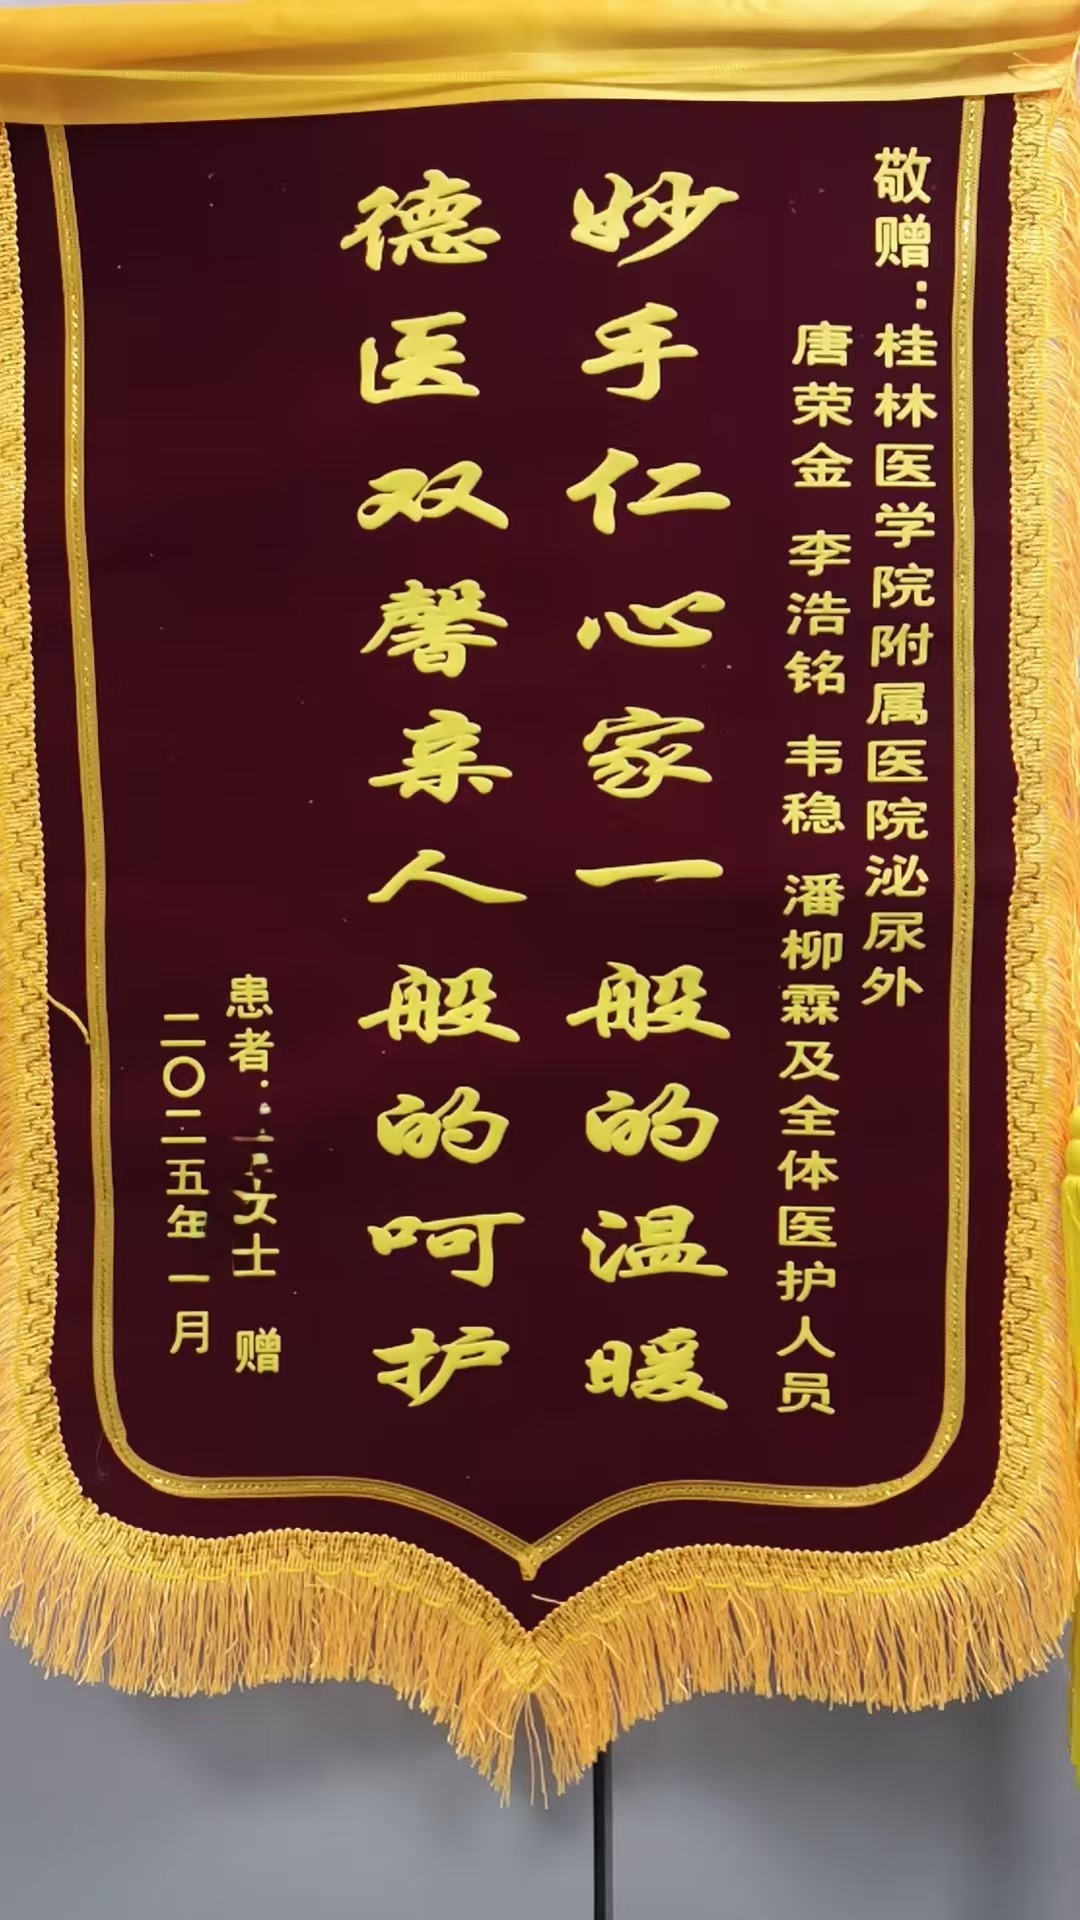 敬赠：桂林医学院附属医院泌尿外
唐荣金 李浩铭 韦稳 潘柳霖及全体医护人员
妙手仁心家一般的温暖
德医双馨亲人般的呵护
患者：女士 赠
二〇二五年一月